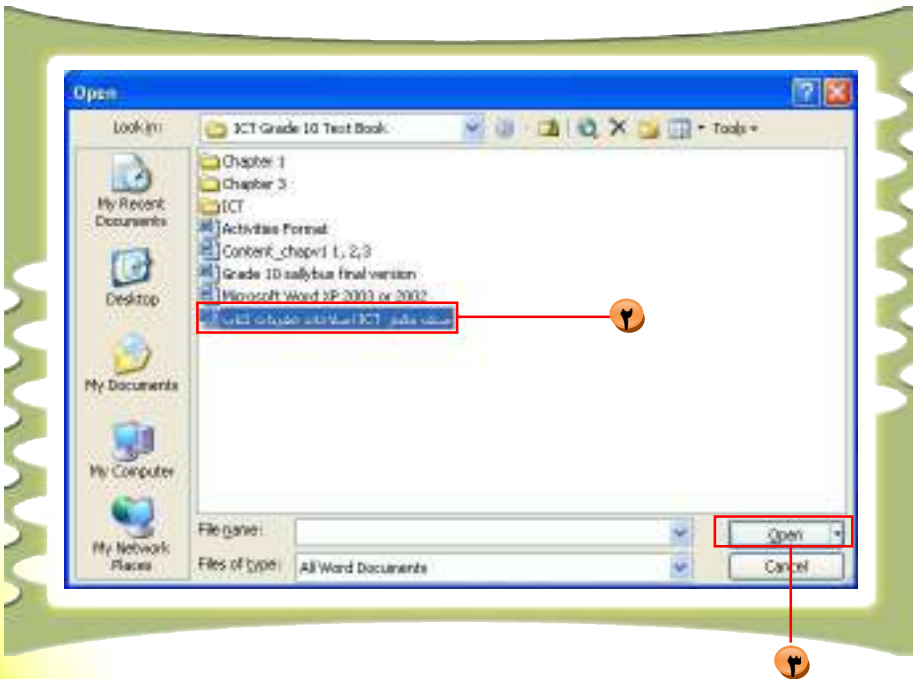 Open
Look in:
ICT Grade 10 Text Book
Tools
Chapter 1
Chapter 3
ICT
Activities Format
Content_chapv1 1, 2,3
Grade 10 sallybus final version
Microsoft Word XP 2003 or 2002
ICT
٢
My Recent Documents
Desktop
My Documents
My Computer
My Network Places
File name:
Open
Files of type:
All Word Documents
Cancel
٣